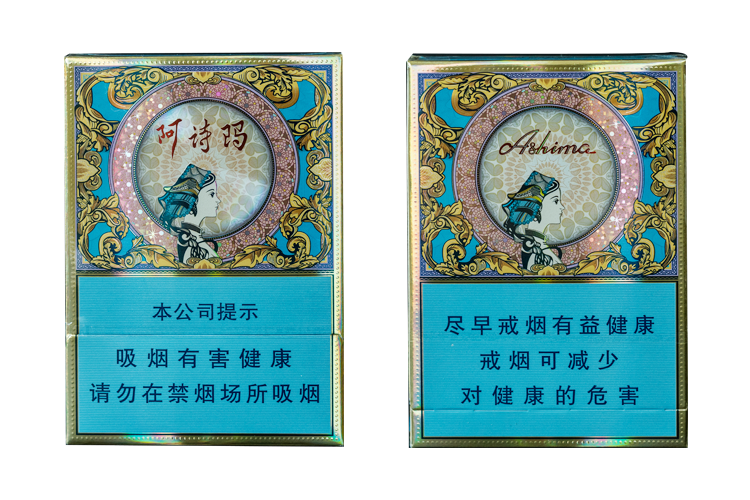 阿诗玛
本公司提示
吸烟有害健康
请勿在禁烟场所吸烟
Ashima
尽早戒烟有益健康
戒烟可减少
对健康的危害